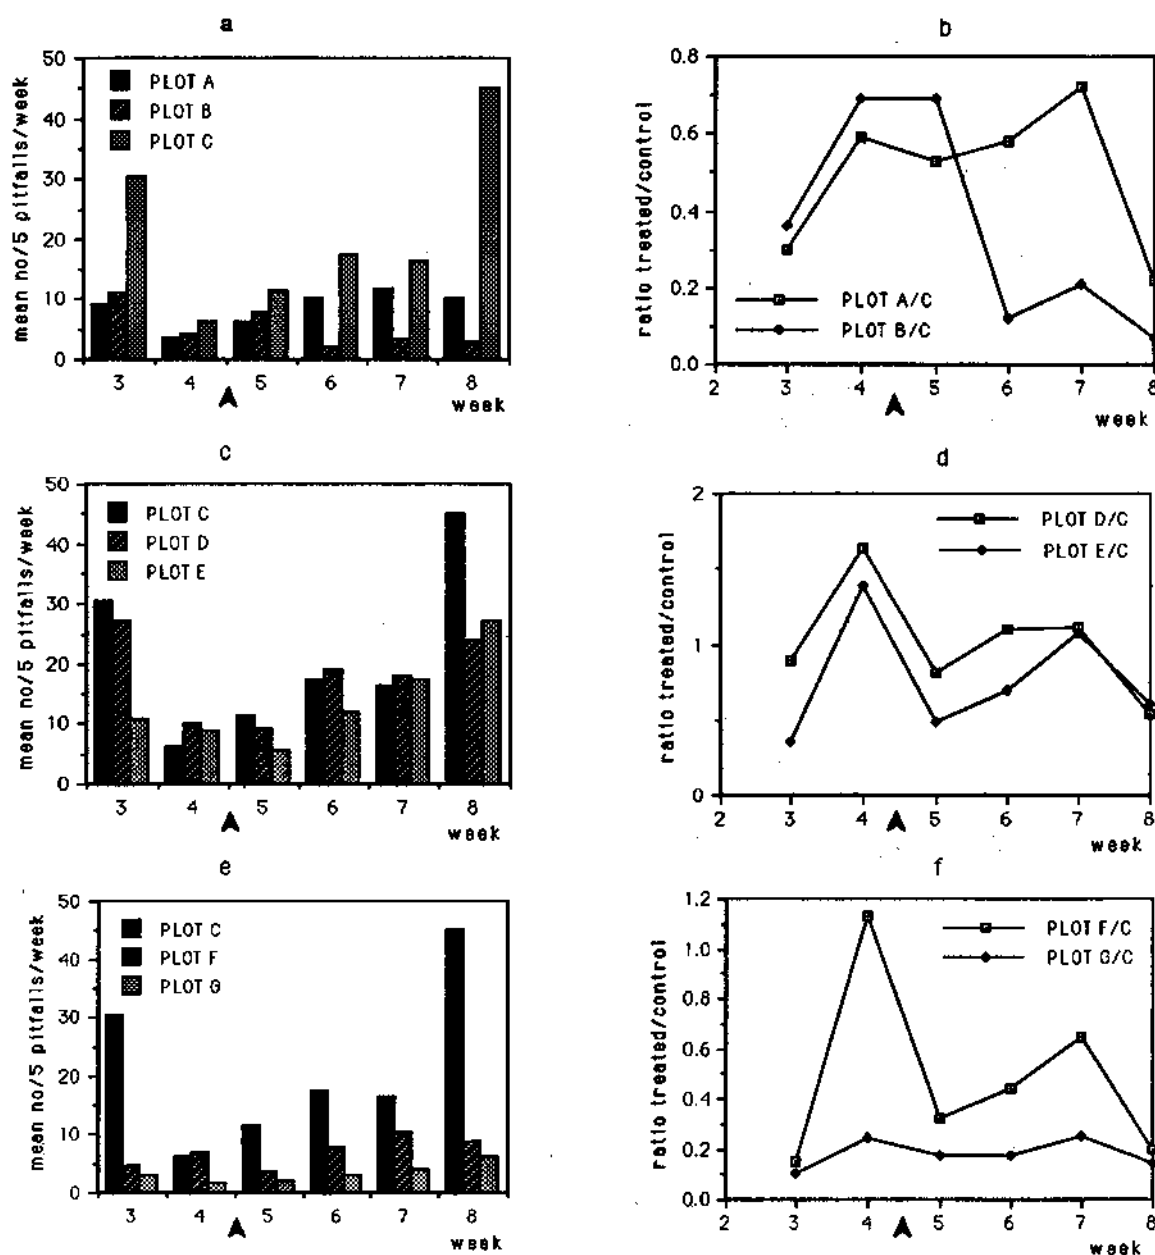 a
mean no/5 pitfalls/week
50
40
30
20
10
0
PLOT A
PLOT B
PLOT C
3 4 5 6 7 8
week
b
ratio treated/control
0.8
0.6
0.4
0.2
0.0
PLOT A/C
PLOT B/C
2 3 4 5 6 7 8
week
c
mean no/5 pitfalls/week
50
40
30
20
10
0
PLOT C
PLOT D
PLOT E
3 4 5 6 7 8
week
d
ratio treated/control
2
1
0
PLOT D/C
PLOT E/C
2 3 4 5 6 7 8
week
e
mean no/5 pitfalls/week
50
40
30
20
10
0
PLOT C
PLOT F
PLOT G
3 4 5 6 7 8
week
f
ratio treated/control
1.2
1.0
0.8
0.6
0.4
0.2
0.0
PLOT F/C
PLOT G/C
2 3 4 5 6 7 8
week